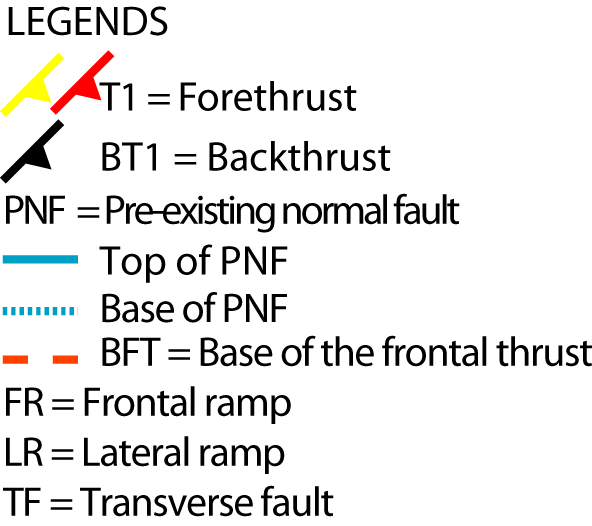 LEGENDS
T1 = Forethrust
BT1 = Backthrust
PNF = Pre-existing normal fault
Top of PNF
Base of PNF
BFT = Base of the frontal thrust
FR = Frontal ramp
LR = Lateral ramp
TF = Transverse fault